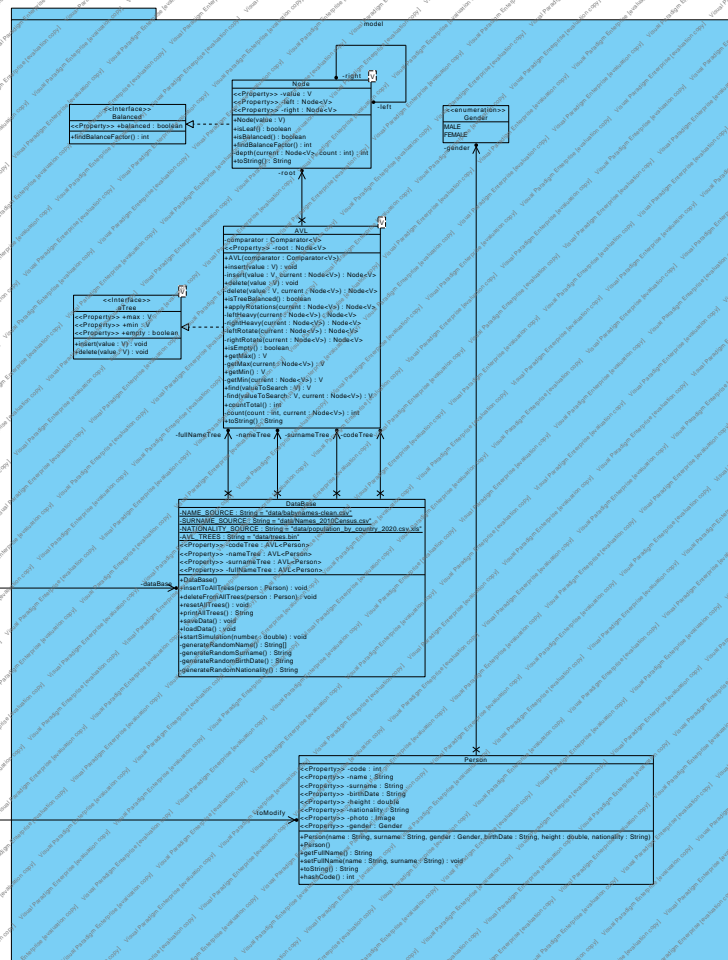 model
-right
V
Node
<<Property>> -value : V
<<Property>> -left : Node<V>
<<Property>> -right : Node<V>
+Node(value : V)
+isLeaf() : boolean
+isBalanced() : boolean
+findBalanceFactor() : int
-depth(current : Node<V>, count : int) : int
+toString() : String
-left
<<Interface>>
Balanced
<<Property>> +balanced : boolean
+findBalanceFactor() : int
<<enumeration>>
Gender
MALE
FEMALE
-gender
-root
V
AVL
-comparator : Comparator<V>
<<Property>> -root : Node<V>
+AVL(comparator : Comparator<V>)
+insert(value : V) : void
-insert(value : V, current : Node<V>) : Node<V>
+delete(value : V) : void
-delete(value : V, current : Node<V>) : Node<V>
+isTreeBalanced() : boolean
+applyRotations(current : Node<V>) : Node<V>
-leftHeavy(current : Node<V>) : Node<V>
-rightHeavy(current : Node<V>) : Node<V>
-leftRotate(current : Node<V>) : Node<V>
-rightRotate(current : Node<V>) : Node<V>
+isEmpty() : boolean
+getMax() : V
-getMax(current : Node<V>) : V
+getMin() : V
-getMin(current : Node<V>) : V
+find(valueToSearch : V) : V
-find(valueToSearch : V, current : Node<V>) : V
+countTotal() : int
-count(count : int, current : Node<V>) : int
+toString() : String
V
<<Interface>>
aTree
<<Property>> +max : V
<<Property>> +min : V
<<Property>> +empty : boolean
+insert(value : V) : void
+delete(value : V) : void
-fullNameTree
-nameTree
-surnameTree
-codeTree
DataBase
-NAME_SOURCE : String = "data/babynames-clean.csv"
-SURNAME_SOURCE : String = "data/Names_2010Census.csv"
-NATIONALITY_SOURCE : String = "data/population_by_country_2020.csv.xls"
-AVL_TREES : String = "data/trees.bin"
<<Property>> -codeTree : AVL<Person>
<<Property>> -nameTree : AVL<Person>
<<Property>> -surnameTree : AVL<Person>
<<Property>> -fullNameTree : AVL<Person>
+DataBase()
+insertToAllTrees(person : Person) : void
+deleteFromAllTrees(person : Person) : void
+resetAllTrees() : void
+printAllTrees() : String
+saveData() : void
+loadData() : void
+startSimulation(number : double) : void
-generateRandomName() : String[]
-generateRandomSurname() : String
-generateRandomBirthDate() : String
-generateRandomNationality() : String
-dataBase
Person
<<Property>> -code : int
<<Property>> -name : String
<<Property>> -surname : String
<<Property>> -birthDate : String
<<Property>> -height : double
<<Property>> -nationality : String
<<Property>> -photo : Image
<<Property>> -gender : Gender
+Person(name : String, surname : String, gender : Gender, birthDate : String, height : double, nationality : String)
+Person()
+getFullName() : String
+setFullName(name : String, surname : String) : void
+toString() : String
+hashCode() : int
-toModify